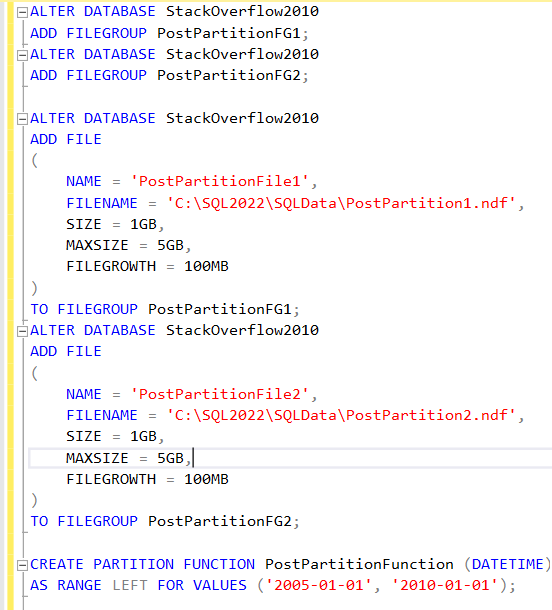 ALTER DATABASE StackOverflow2010
ADD FILEGROUP PostPartitionFG1;
ALTER DATABASE StackOverflow2010
ADD FILEGROUP PostPartitionFG2;
ALTER DATABASE StackOverflow2010
ADD FILE
(
NAME = 'PostPartitionFile1',
FILENAME = 'C:\SQL2022\SQLData\PostPartition1.ndf',
SIZE = 1GB,
MAXSIZE = 5GB,
FILEGROWTH = 100MB
)
TO FILEGROUP PostPartitionFG1;
ALTER DATABASE StackOverflow2010
ADD FILE
(
NAME = 'PostPartitionFile2',
FILENAME = 'C:\SQL2022\SQLData\PostPartition2.ndf',
SIZE = 1GB,
MAXSIZE = 5GB,
FILEGROWTH = 100MB
)
TO FILEGROUP PostPartitionFG2;
CREATE PARTITION FUNCTION PostPartitionFunction (DATETIME)
AS RANGE LEFT FOR VALUES ('2005-01-01', '2010-01-01');